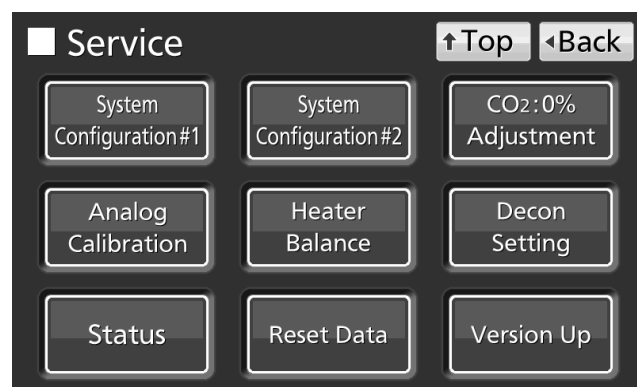 Service
↑Top
◂Back
System
Configuration#1
System
Configuration#2
CO2:0%
Adjustment
Analog
Calibration
Heater
Balance
Decon
Setting
Status
Reset Data
Version Up